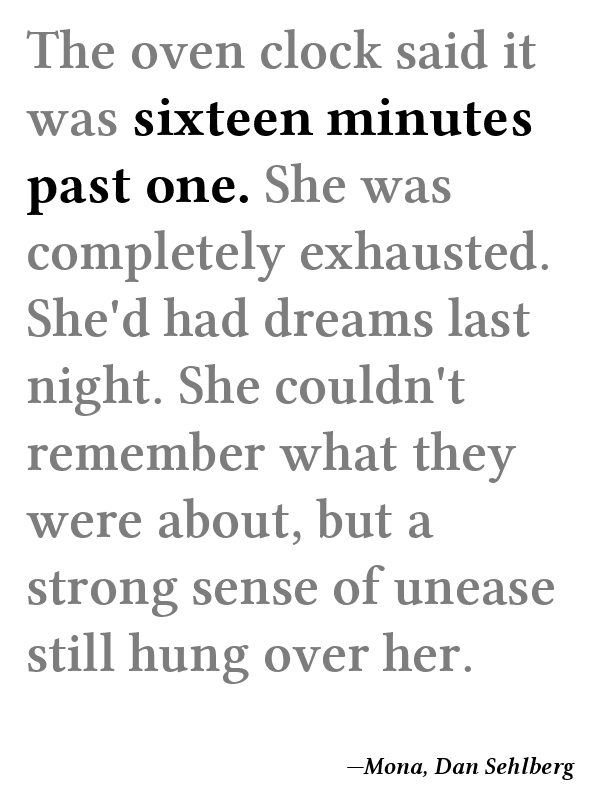 The oven clock said it
was sixteen minutes
past one. She was
completely exhausted.
She'd had dreams last
night. She couldn't
remember what they
were about, but a
strong sense of unease
still hung over her.
—Mona, Dan Sehlberg